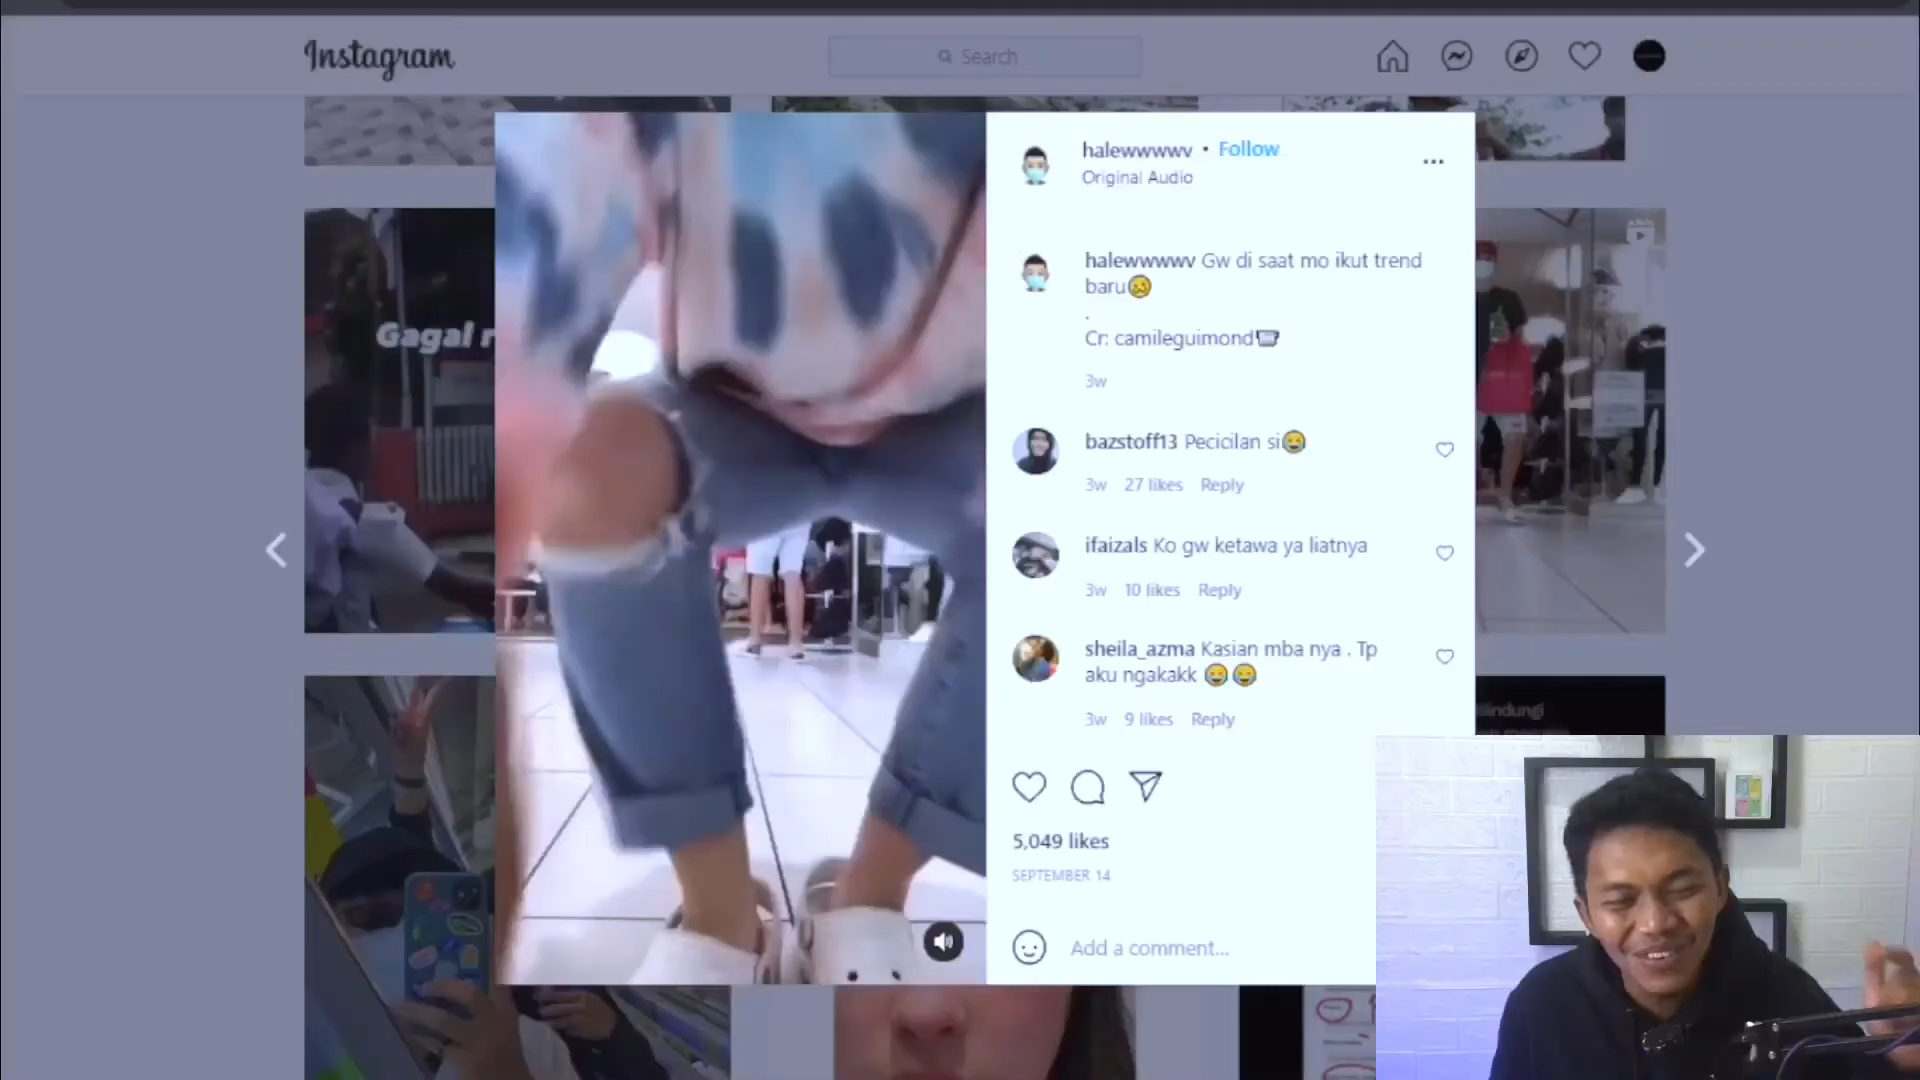 Instagram
Search
Gagal
halewwwwv • Follow
Original Audio
halewwwwv Gw di saat mo ikut trend
baru🥴
.
Cr: camileguimond
3w
bazstoff13 Pecicilan si😂
3w 27 likes Reply
ifaizals Ko gw ketawa ya liatnya
3w 10 likes Reply
sheila_azma Kasian mba nya . Tp
aku ngakakk 😂😂
3w 9 likes Reply
5,049 likes
SEPTEMBER 14
Add a comment...